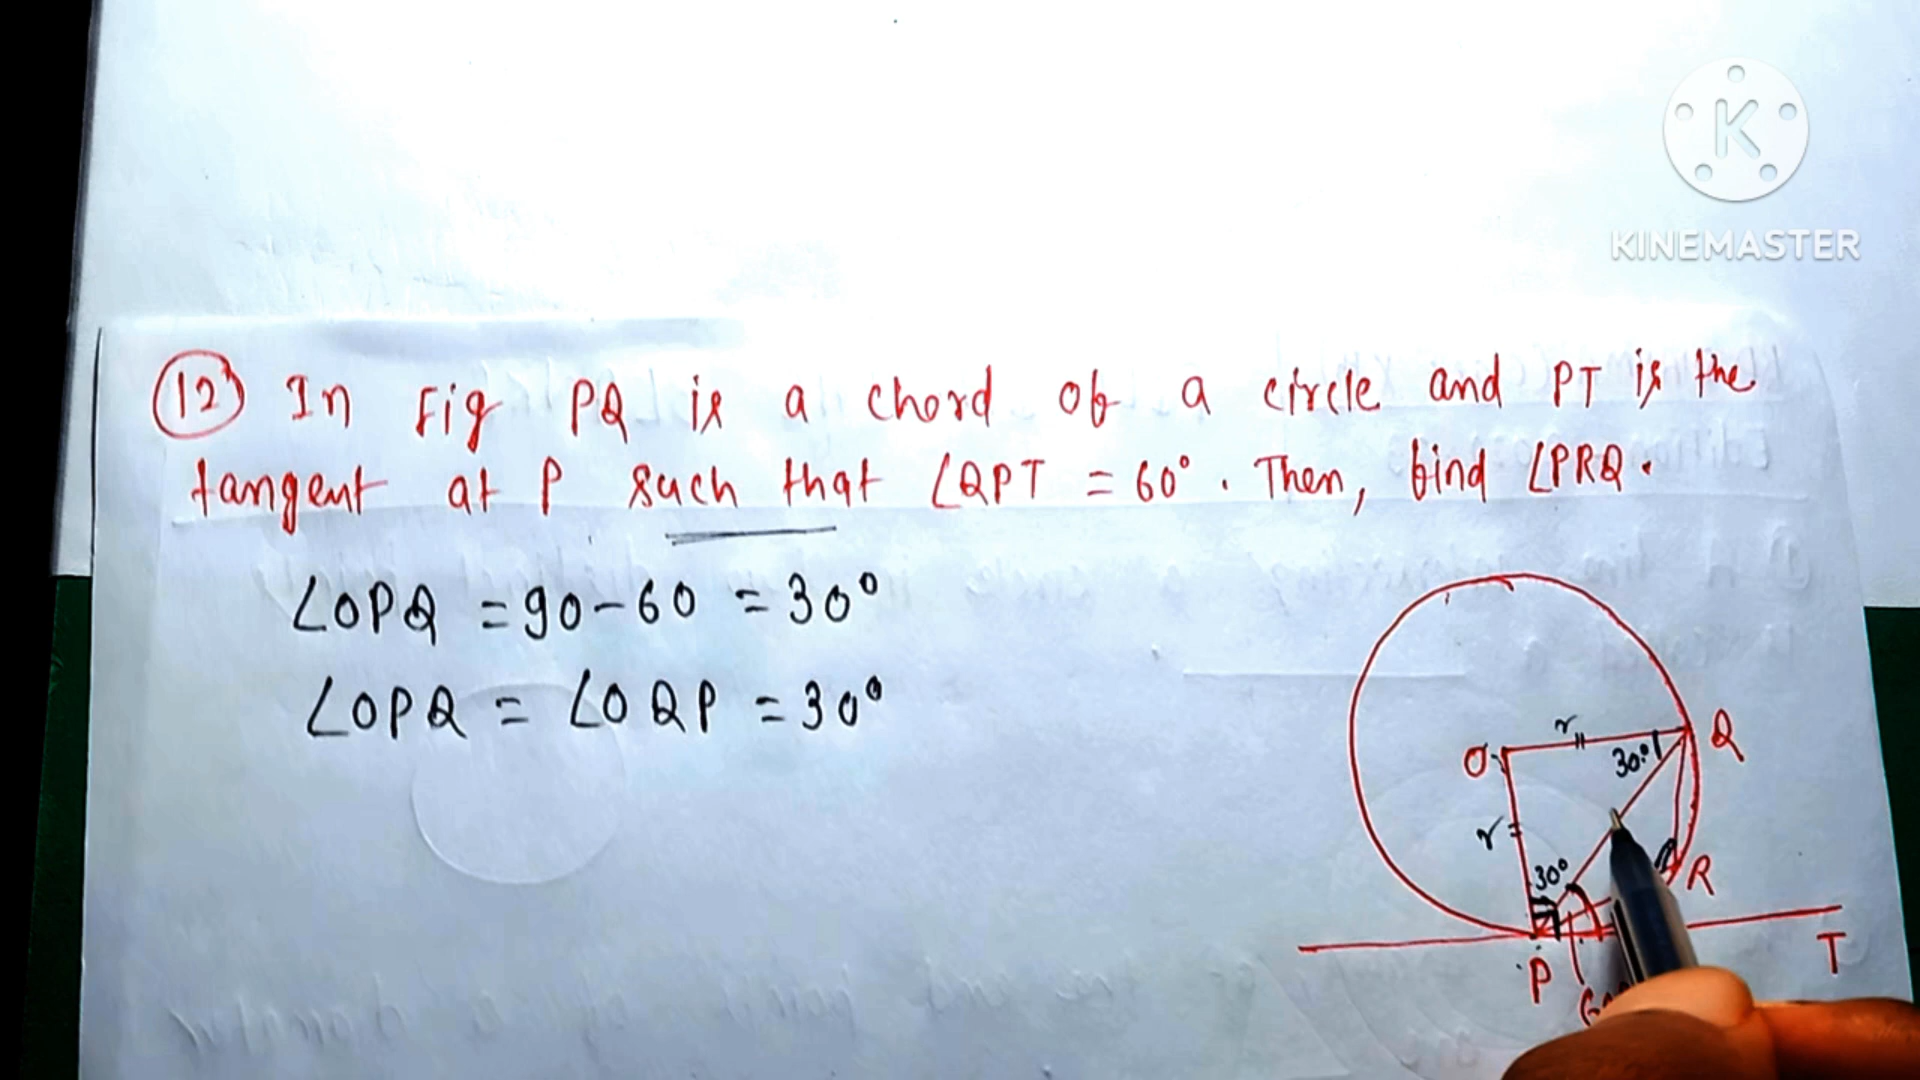 K
KINEMASTER
12 In Fig PQ is a chord of a circle and PT is the
tangent at P such that ∠QPT = 60°. Then, find ∠PRQ.
∠OPQ = 90-60 = 30°
∠OPQ = ∠OQP = 30°
r
O
Q
30°
r
30°
R
P
T